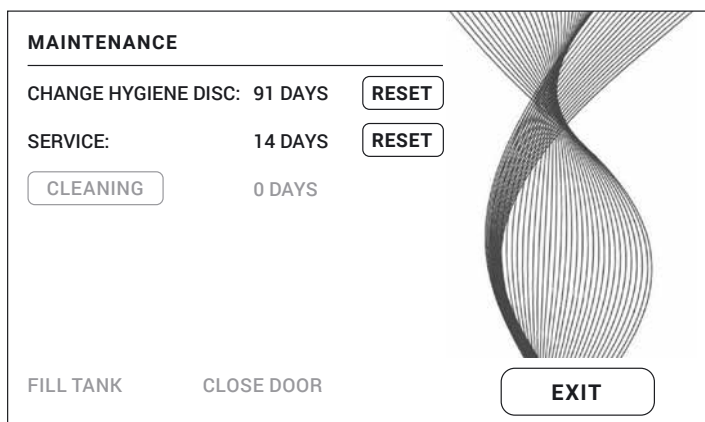 MAINTENANCE
CHANGE HYGIENE DISC: 91 DAYS RESET
SERVICE: 14 DAYS RESET
CLEANING 0 DAYS
FILL TANK CLOSE DOOR EXIT